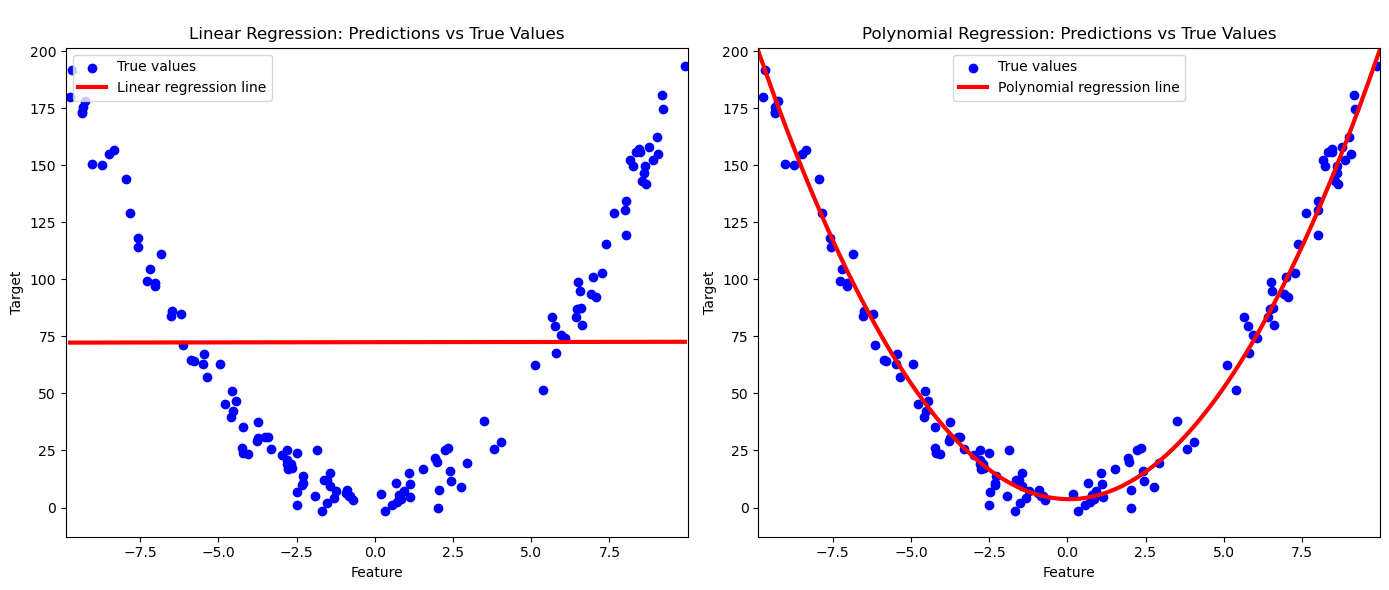 Linear Regression: Predictions vs True Values
True values
Linear regression line
200
175
150
125
100
75
50
25
0
Target
−7.5 −5.0 −2.5 0.0 2.5 5.0 7.5
Feature
Polynomial Regression: Predictions vs True Values
True values
Polynomial regression line
200
175
150
125
100
75
50
25
0
Target
−7.5 −5.0 −2.5 0.0 2.5 5.0 7.5
Feature